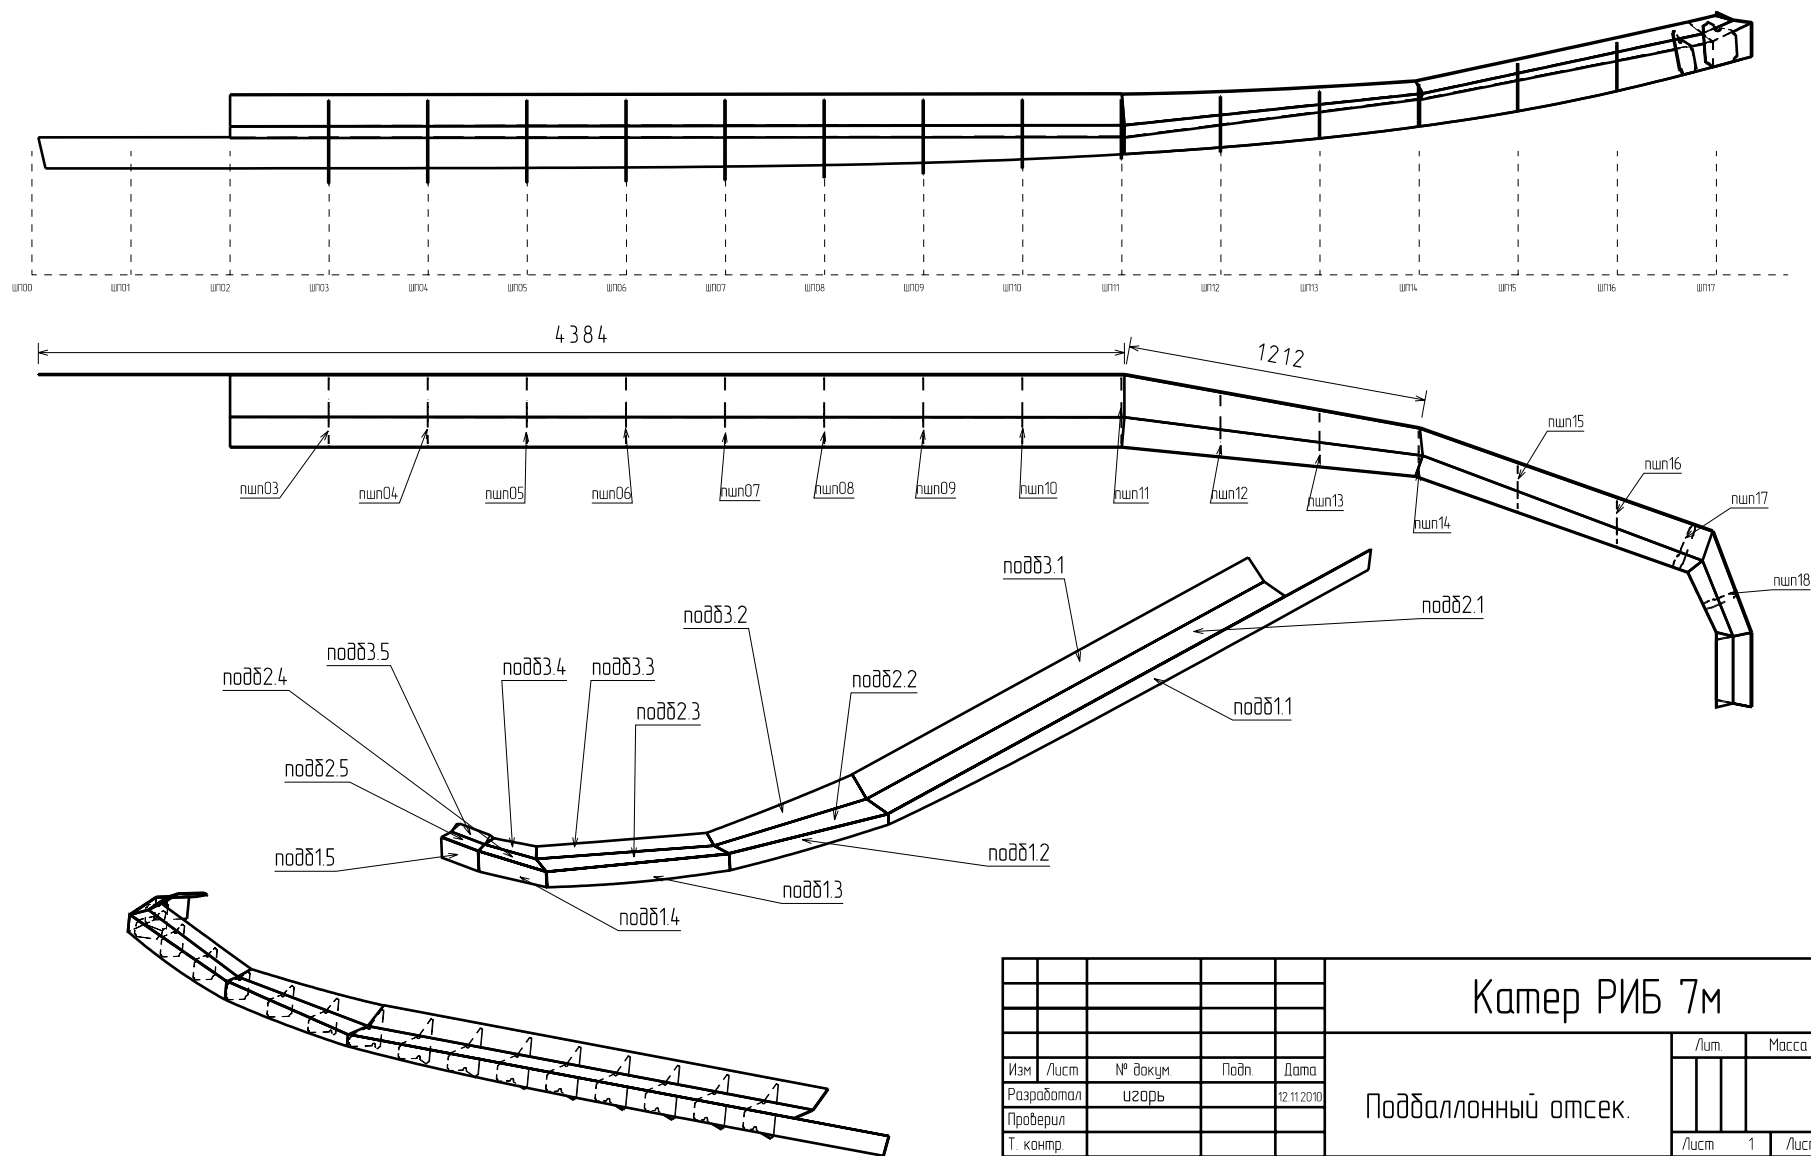 шп00 шп01 шп02 шп03 шп04 шп05 шп06 шп07 шп08 шп09 шп10 шп11 шп12 шп13 шп14 шп15 шп16 шп17
4384
1212
пшп15
пшп16
пшп03 пшп04 пшп05 пшп06 пшп07 пшп08 пшп09 пшп10 пшп11 пшп12 пшп13
пшп17
пшп14
пшп18
подб3.1
подб3.2
подб2.1
подб3.5
подб2.4
подб3.4
подб3.3
подб2.2
подб2.3
подб1.1
подб2.5
подб1.5
подб1.2
подб1.3
подб1.4
Катер РИБ 7м
Лит. Масса
Изм Лист № докум. Подп. Дата
Разработал игорь 12.11.2010
Подбаллонный отсек.
Проверил
Т. контр. Лист 1